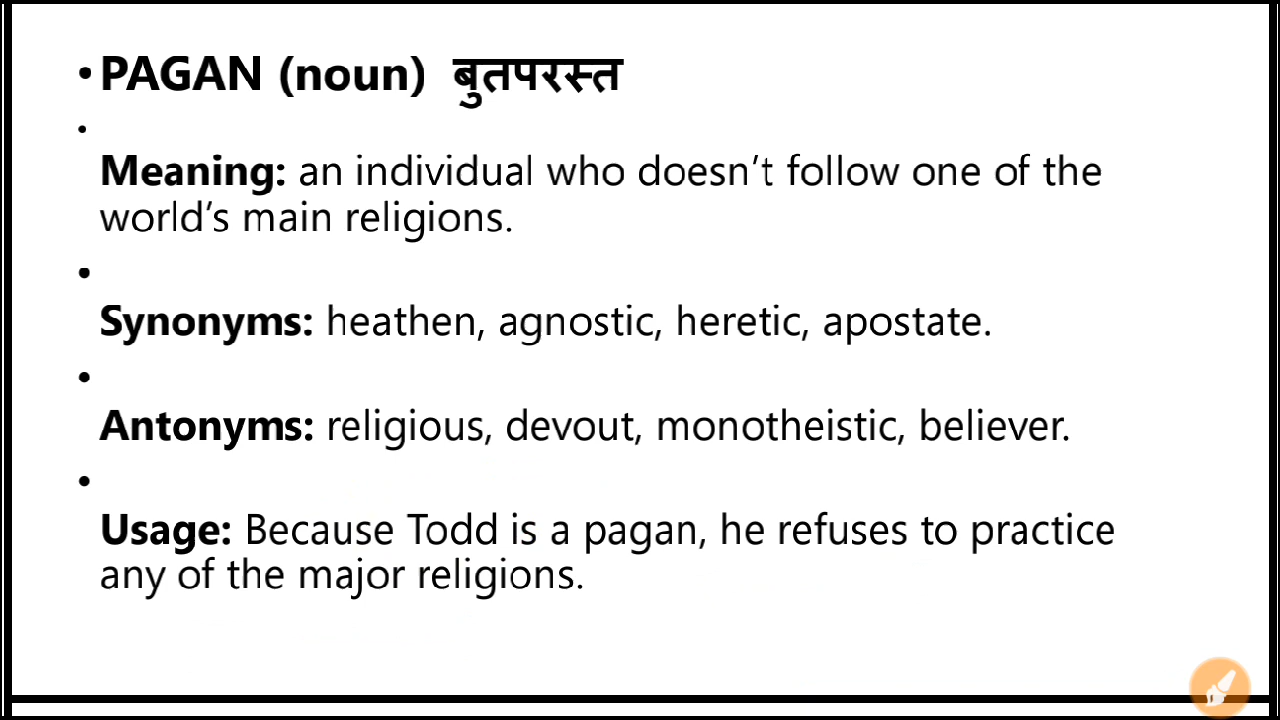 • PAGAN (noun) बुतपरस्त
•
Meaning: an individual who doesn’t follow one of the
world’s main religions.
•
Synonyms: heathen, agnostic, heretic, apostate.
•
Antonyms: religious, devout, monotheistic, believer.
•
Usage: Because Todd is a pagan, he refuses to practice
any of the major religions.